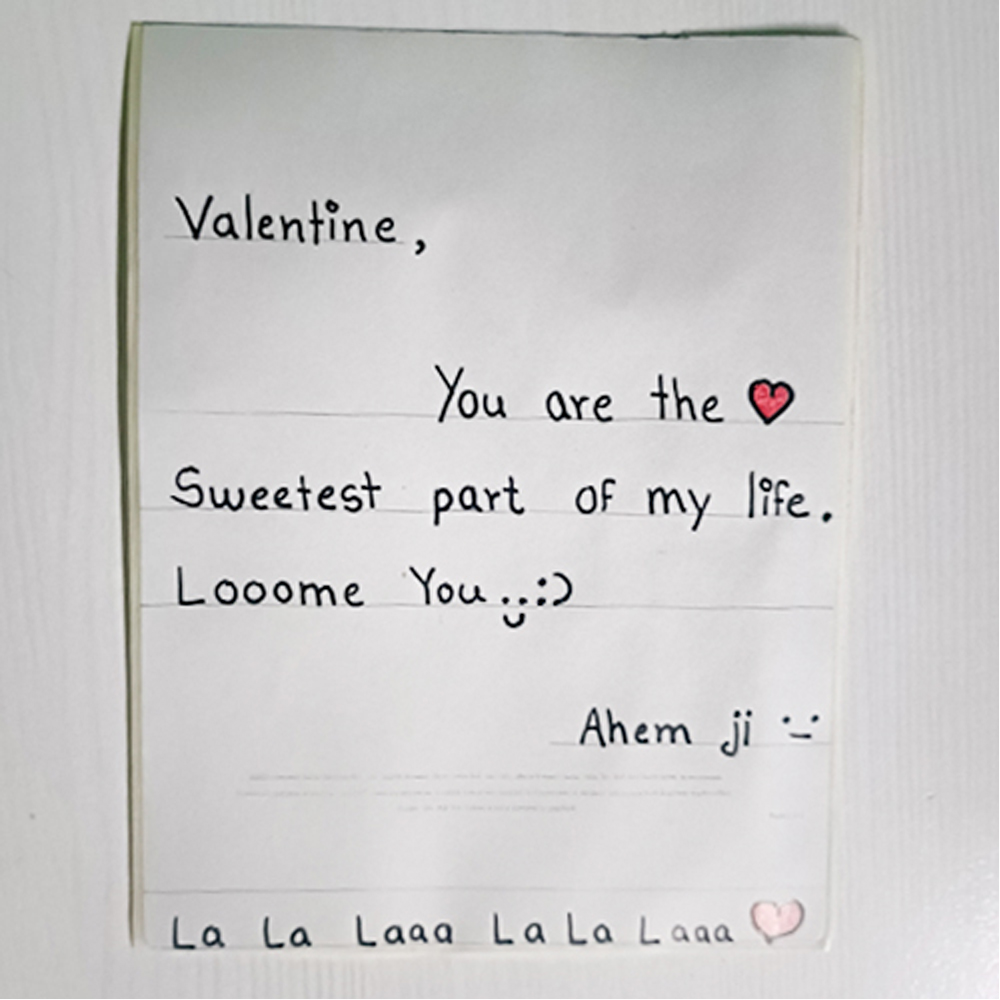 Valentine,
You are the ❤
Sweetest part of my life.
Looome You..:)
Ahem ji
La La Laaa La La Laaa